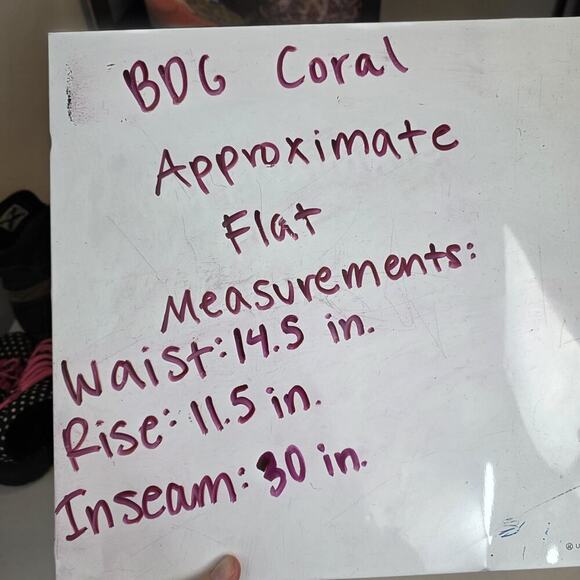 BDG Coral
Approximate
Flat
Measurements:
Waist: 14.5 in.
Rise: 11.5 in.
Inseam: 30 in.